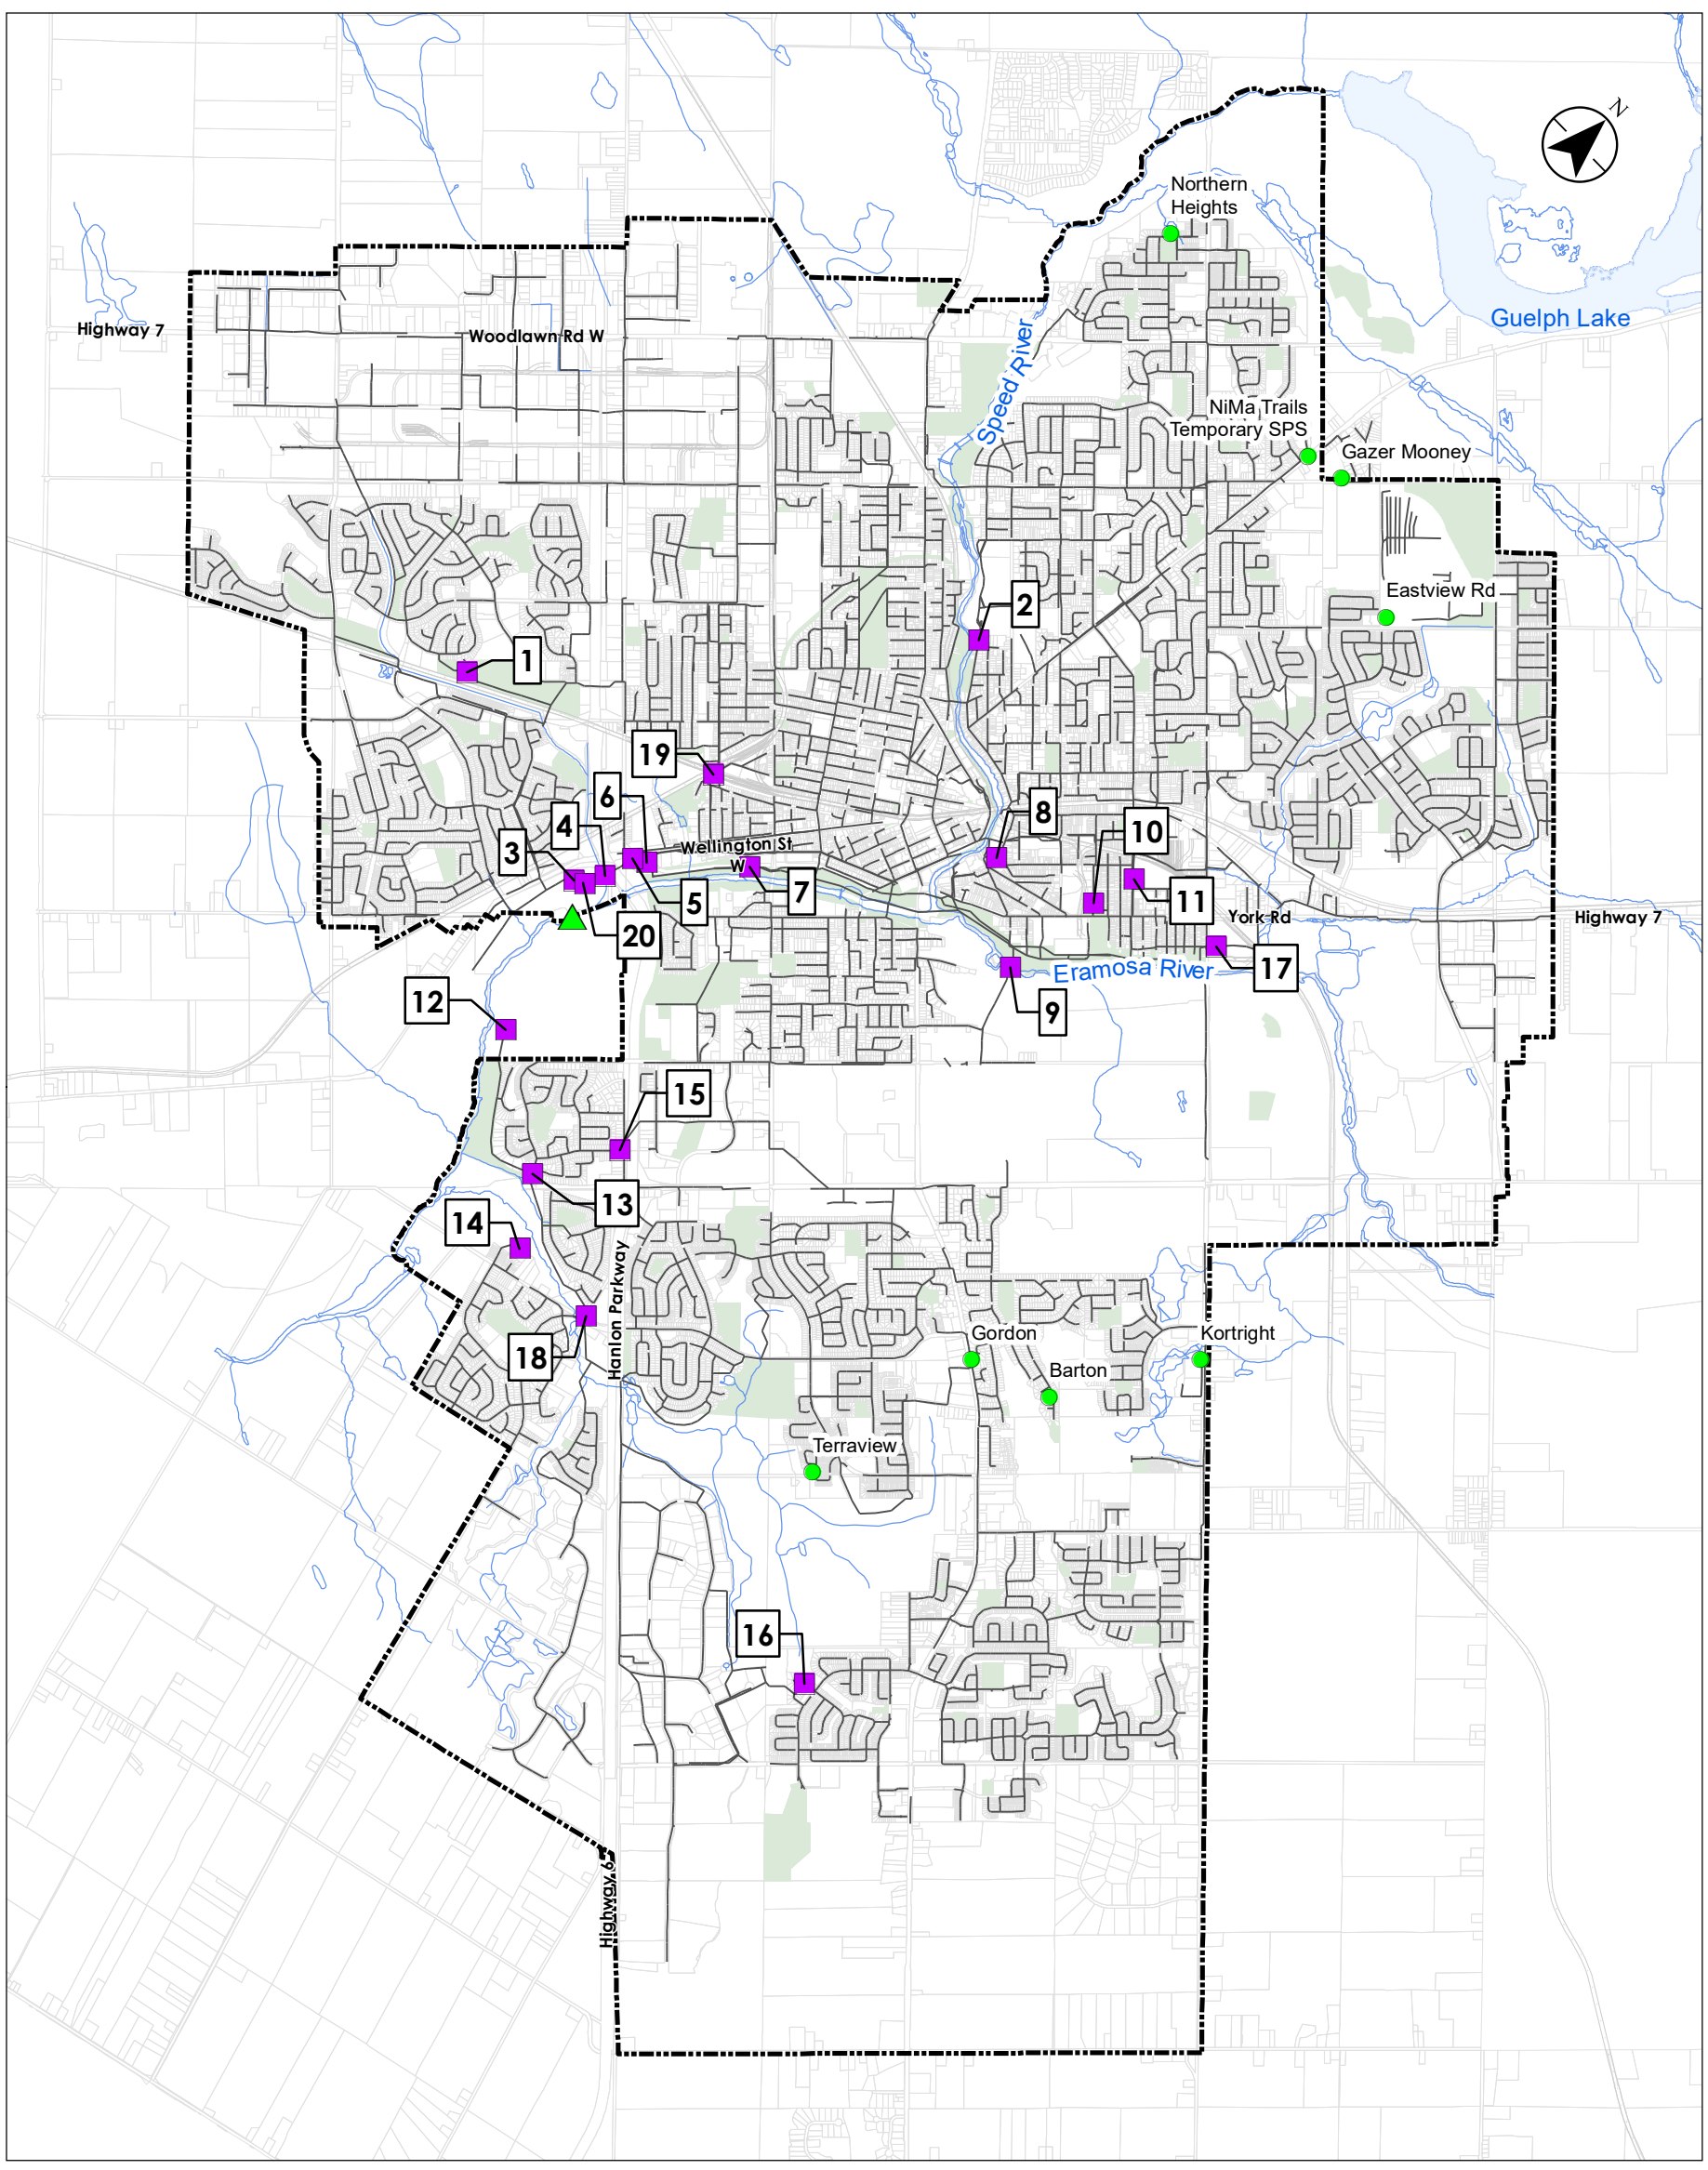 N
Northern
Heights
Guelph Lake
Highway 7
Woodlawn Rd W
Speed River
NiMa Trails
Temporary SPS
Gazer Mooney
Eastview Rd
2
1
19
6
8
4
10
3
Wellington St
W
7
5
11
York Rd
Highway 7
20
17
Eramosa River
12
9
15
13
14
Hanlon Parkway
Gordon
Kortright
18
Barton
Terraview
16
Highway 6